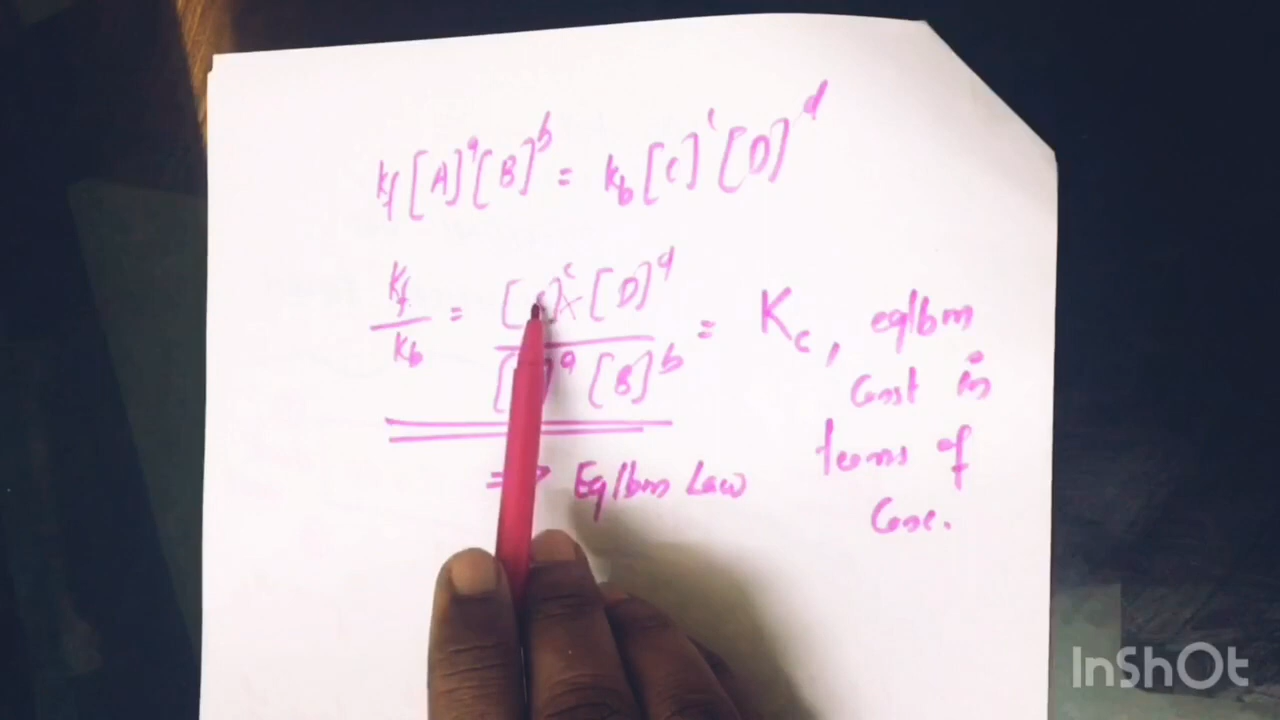 kf[A]^a[B]^b = kb[C]^c[D]^d
kf/kb = [C]^c × [D]^d / [ ]^a [B]^b = Kc, eqlbm
const in
terms of
Conc.
=> Eqlbm Law
InShOt